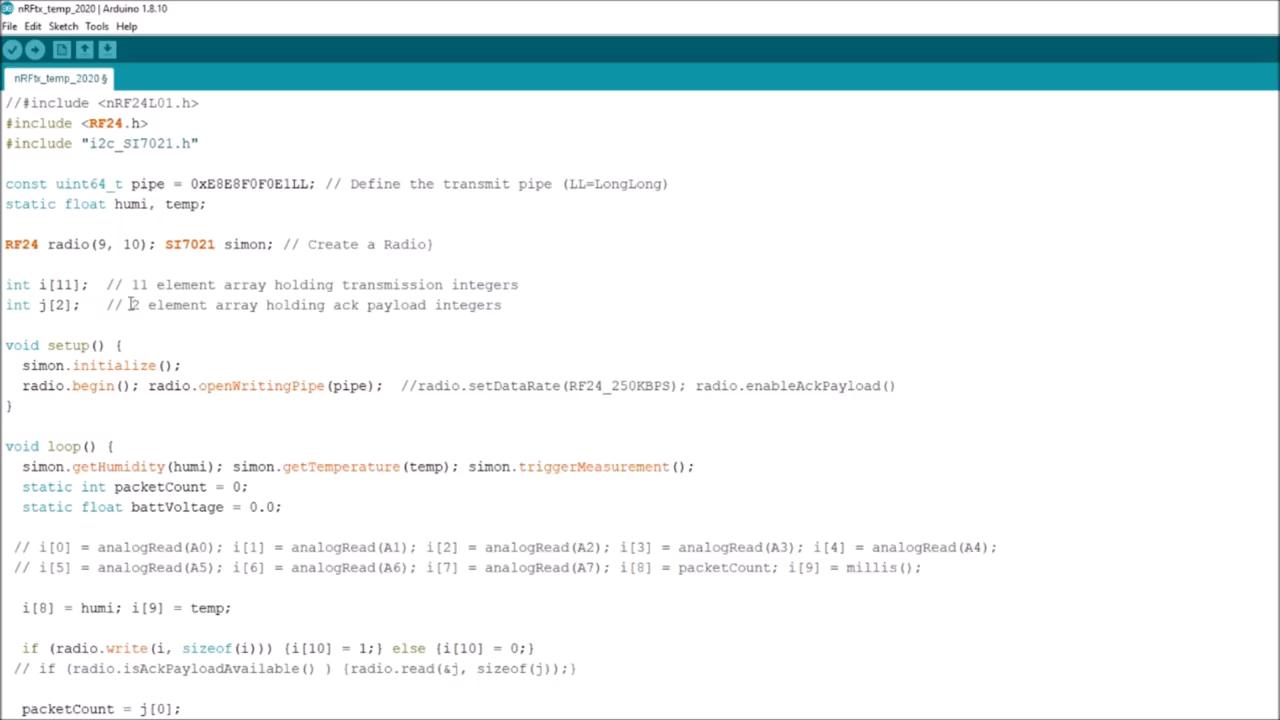 nRFtx_temp_2020 | Arduino 1.8.10
File Edit Sketch Tools Help
nRFtx_temp_2020 §
//#include <nRF24L01.h>
#include <RF24.h>
#include "i2c_SI7021.h"
const uint64_t pipe = 0xE8E8F0F0E1LL; // Define the transmit pipe (LL=LongLong)
static float humi, temp;
RF24 radio(9, 10); SI7021 simon; // Create a Radio}
int i[11];  // 11 element array holding transmission integers
int j[2];   // 2 element array holding ack payload integers
void setup() {
  simon.initialize();
  radio.begin(); radio.openWritingPipe(pipe);  //radio.setDataRate(RF24_250KBPS); radio.enableAckPayload()
}
void loop() {
  simon.getHumidity(humi); simon.getTemperature(temp); simon.triggerMeasurement();
  static int packetCount = 0;
  static float battVoltage = 0.0;
 // i[0] = analogRead(A0); i[1] = analogRead(A1); i[2] = analogRead(A2); i[3] = analogRead(A3); i[4] = analogRead(A4);
 // i[5] = analogRead(A5); i[6] = analogRead(A6); i[7] = analogRead(A7); i[8] = packetCount; i[9] = millis();
  i[8] = humi; i[9] = temp;
  if (radio.write(i, sizeof(i))) {i[10] = 1;} else {i[10] = 0;}
 // if (radio.isAckPayloadAvailable() ) {radio.read(&j, sizeof(j));}
  packetCount = j[0];